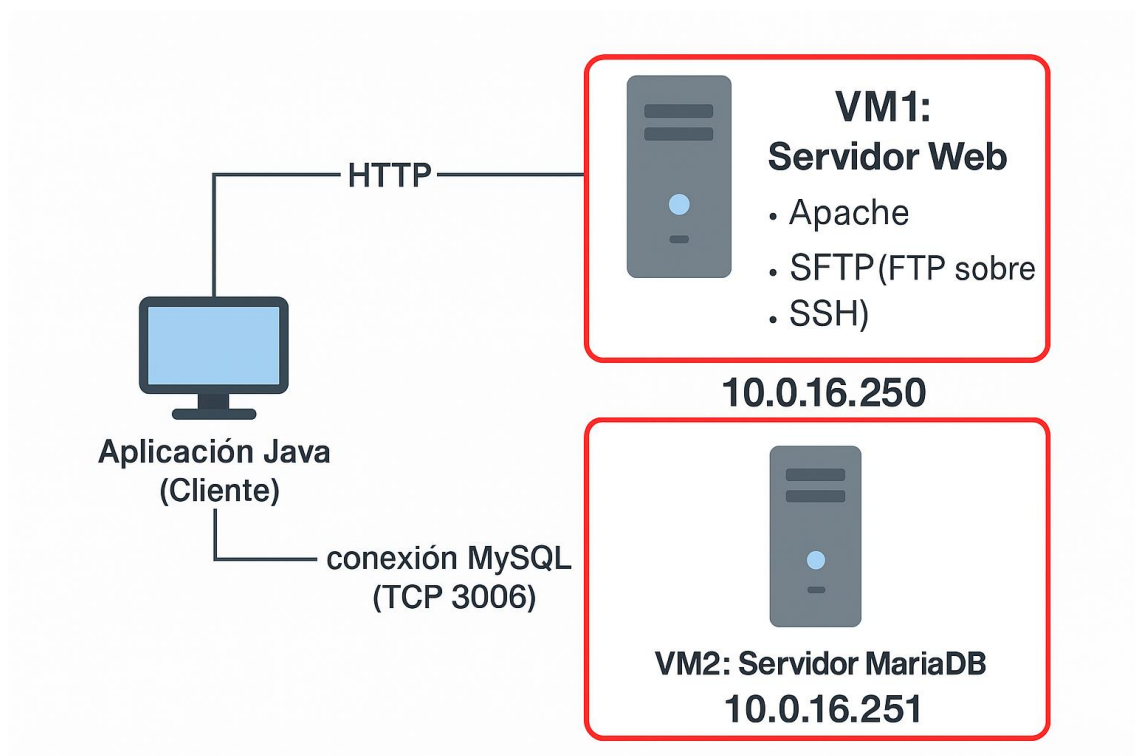 HTTP
VM1:
Servidor Web
• Apache
• SFTP(FTP sobre
• SSH)
10.0.16.250
Aplicación Java
(Cliente)
conexión MySQL
(TCP 3006)
VM2: Servidor MariaDB
10.0.16.251